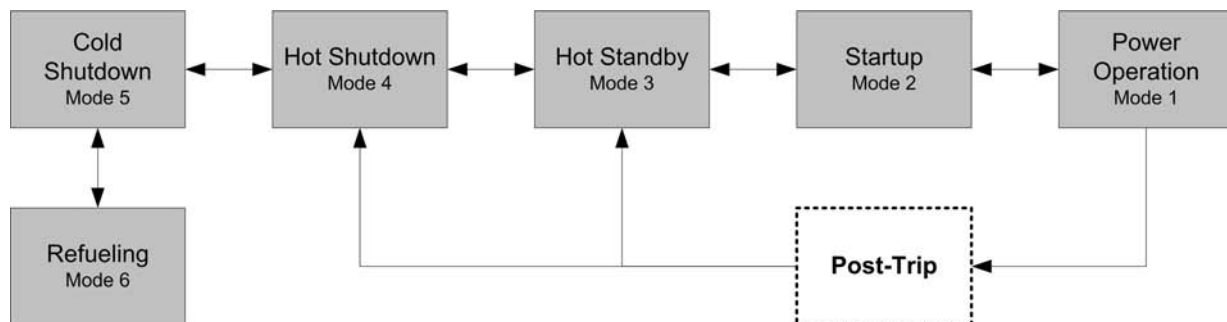 Cold
Shutdown
Mode 5
Hot Shutdown
Mode 4
Hot Standby
Mode 3
Startup
Mode 2
Power
Operation
Mode 1
Refueling
Mode 6
Post-Trip